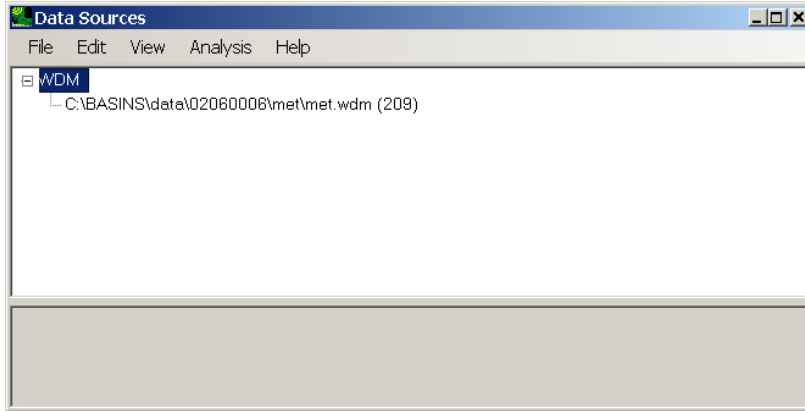 Data Sources
File Edit View Analysis Help
WDM
C:\BASINS\data\02060006\met\met.wdm (209)